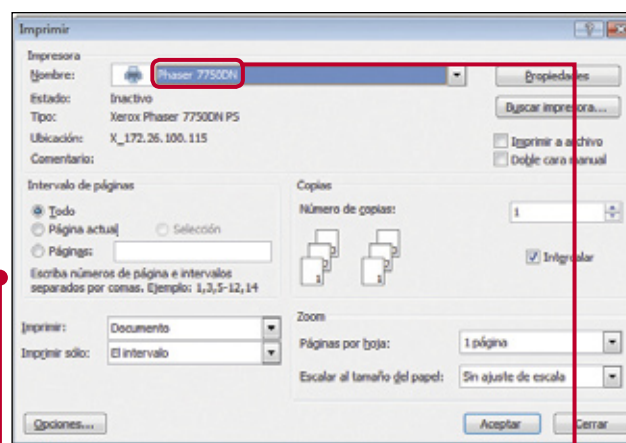 Imprimir
Impresora
Nombre: Phaser 7750DN
Propiedades
Estado: Inactivo
Buscar impresora...
Tipo: Xerox Phaser 7750DN PS
Ubicación: X_172.26.100.115
Imprimir a archivo
Comentario:
Doble cara manual
Intervalo de páginas
Todo
Página actual Selección
Páginas:
Escriba números de página e intervalos
separados por comas. Ejemplo: 1,3,5-12,14
Copias
Número de copias: 1
Intercalar
Imprimir: Documento
Imprimir sólo: El intervalo
Zoom
Páginas por hoja: 1 página
Escalar al tamaño del papel: Sin ajuste de escala
Opciones...
Aceptar
Cerrar